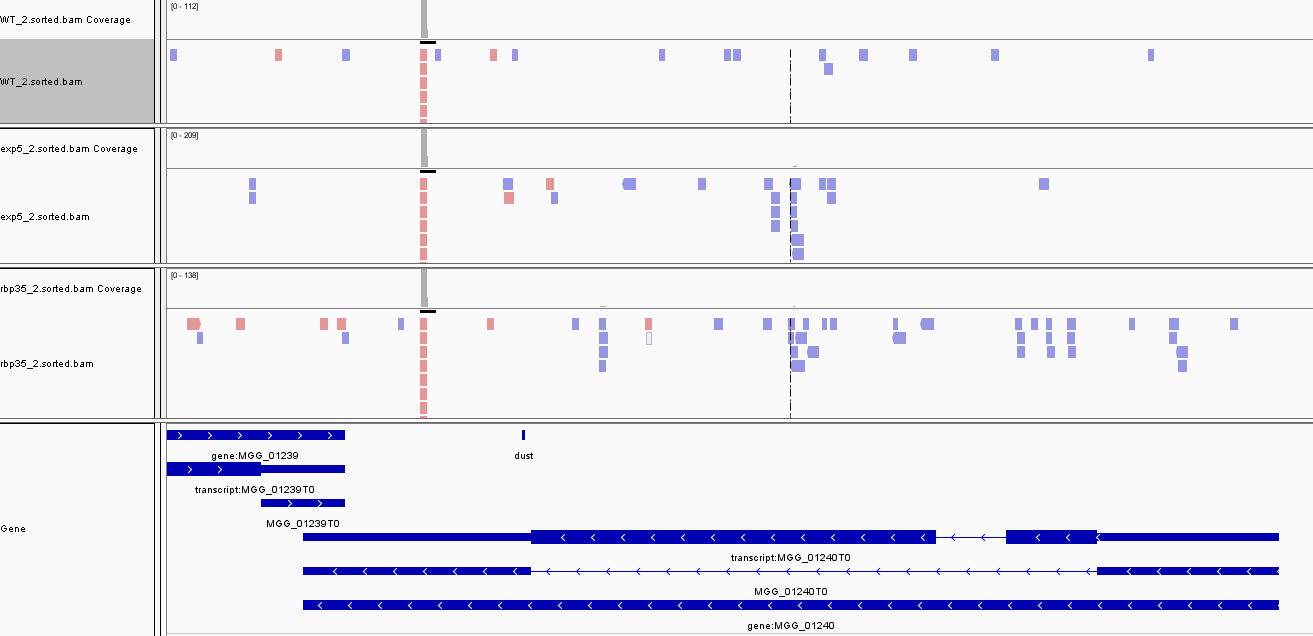 [0 - 112]
WT_2.sorted.bam Coverage
WT_2.sorted.bam
[0 - 209]
exp5_2.sorted.bam Coverage
exp5_2.sorted.bam
[0 - 138]
rbp35_2.sorted.bam Coverage
rbp35_2.sorted.bam
gene:MGG_01239
dust
transcript:MGG_01239T0
MGG_01239T0
Gene
transcript:MGG_01240T0
MGG_01240T0
gene:MGG_01240